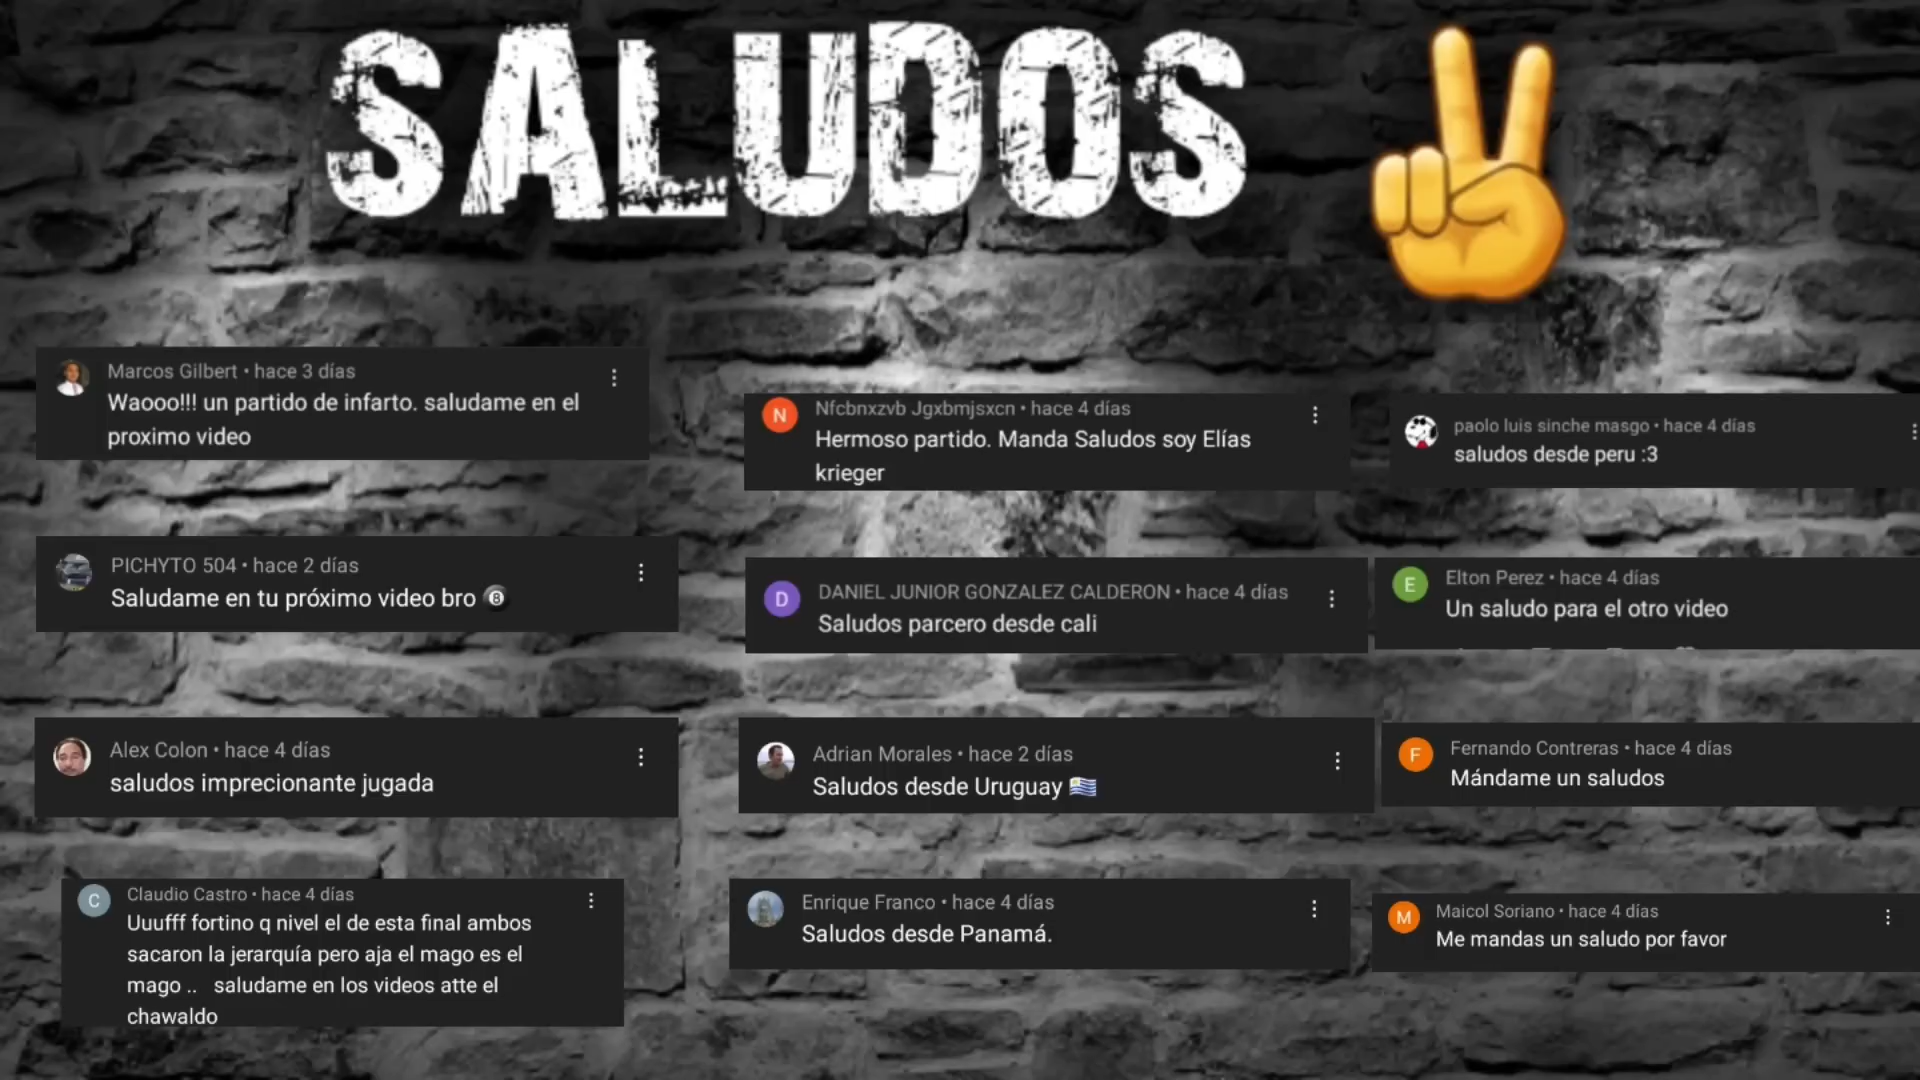 SALUDOS
Marcos Gilbert • hace 3 días
Waooo!!! un partido de infarto. saludame en el
proximo video
PICHYTO 504 • hace 2 días
Saludame en tu próximo video bro 🎱
Alex Colon • hace 4 días
saludos imprecionante jugada
C
Claudio Castro • hace 4 días
Uuufff fortino q nivel el de esta final ambos
sacaron la jerarquía pero aja el mago es el
mago .. saludame en los videos atte el
chawaldo
N
Nfcbnxzvb Jgxbmjsxcn • hace 4 días
Hermoso partido. Manda Saludos soy Elías
krieger
D
DANIEL JUNIOR GONZALEZ CALDERON • hace 4 días
Saludos parcero desde cali
Adrian Morales • hace 2 días
Saludos desde Uruguay 🇺🇾
Enrique Franco • hace 4 días
Saludos desde Panamá.
paolo luis sinche masgo • hace 4 días
saludos desde peru :3
E
Elton Perez • hace 4 días
Un saludo para el otro video
F
Fernando Contreras • hace 4 días
Mándame un saludos
M
Maicol Soriano • hace 4 días
Me mandas un saludo por favor